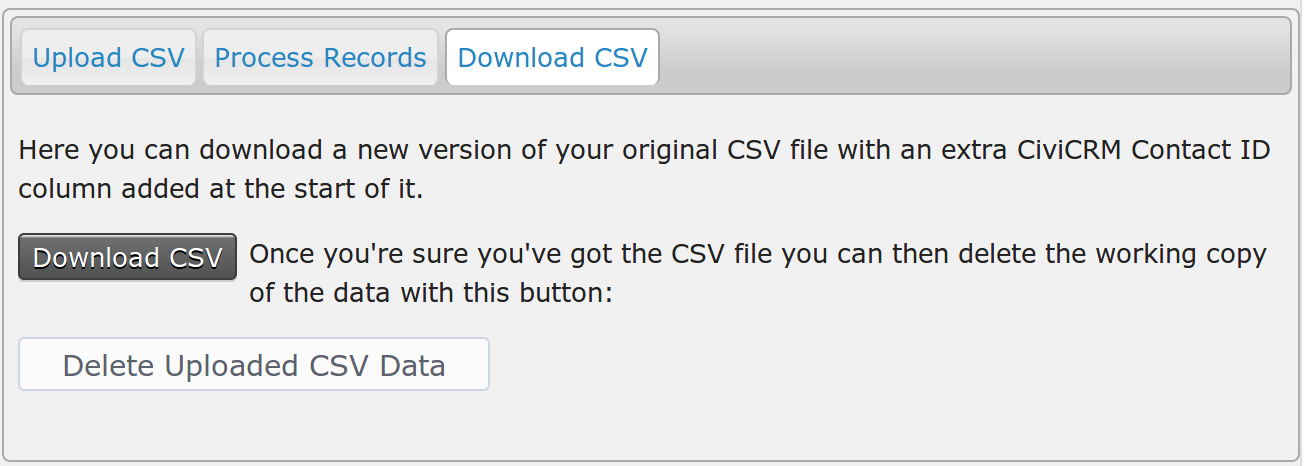 Upload CSV Process Records Download CSV
Here you can download a new version of your original CSV file with an extra CiviCRM Contact ID
column added at the start of it.
Download CSV Once you're sure you've got the CSV file you can then delete the working copy
of the data with this button:
Delete Uploaded CSV Data